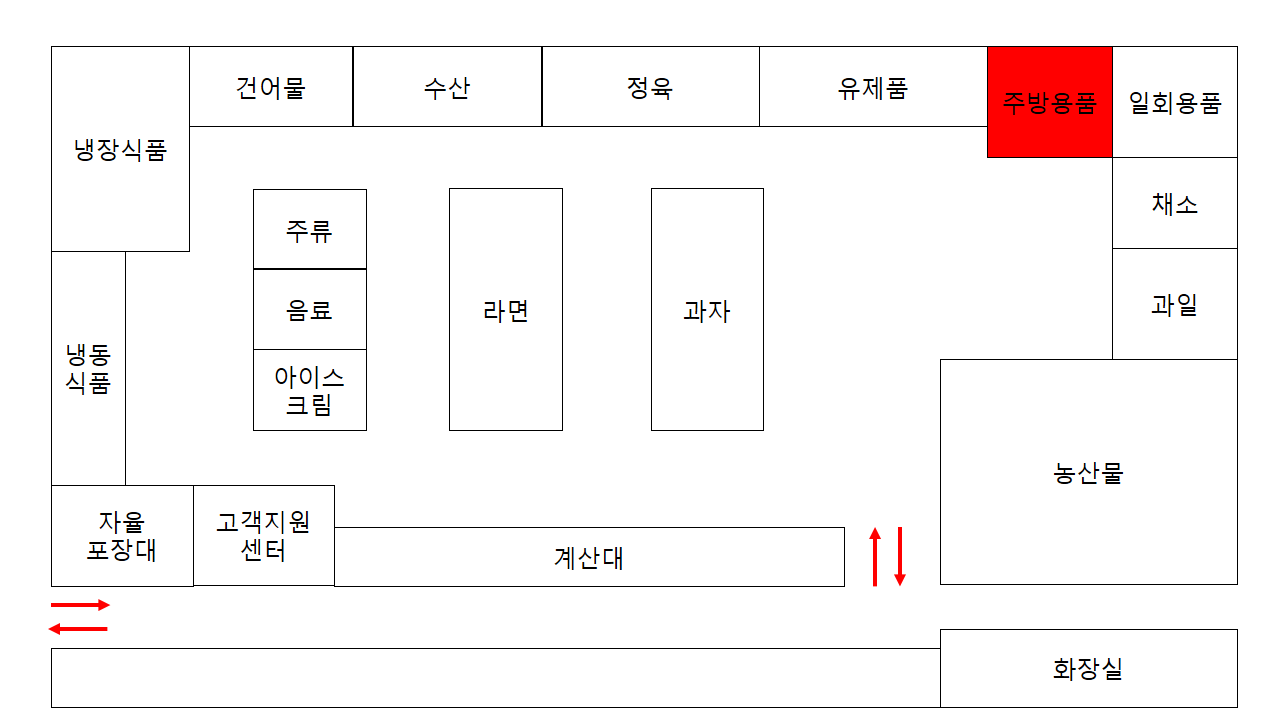 건어물
수산
정육
유제품
주방용품
일회용품
냉장식품
채소
주류
음료
아이스
크림
라면
과자
과일
냉동
식품
농산물
자율
포장대
고객지원
센터
계산대
화장실